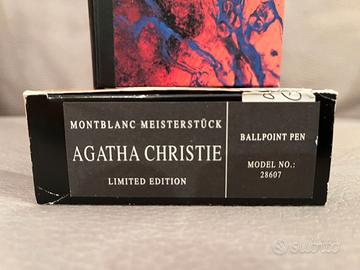 MONTBLANC MEISTERSTÜCK
AGATHA CHRISTIE
LIMITED EDITION
BALLPOINT PEN
MODEL NO.:
28607
subito